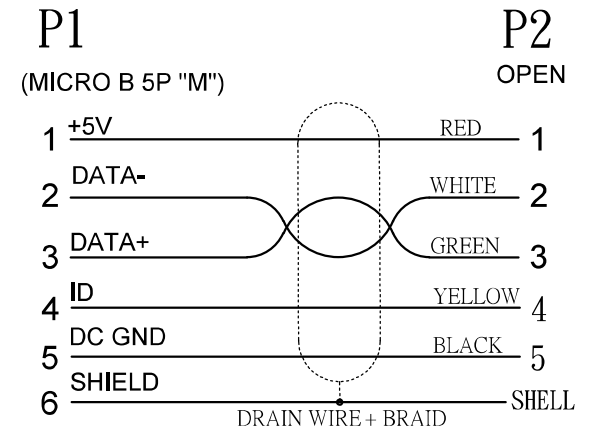 P1 P2
(MICRO B 5P "M") OPEN
1 +5V RED 1
2 DATA- WHITE 2
3 DATA+ GREEN 3
4 ID YELLOW 4
5 DC GND BLACK 5
6 SHIELD SHELL
DRAIN WIRE+ BRAID